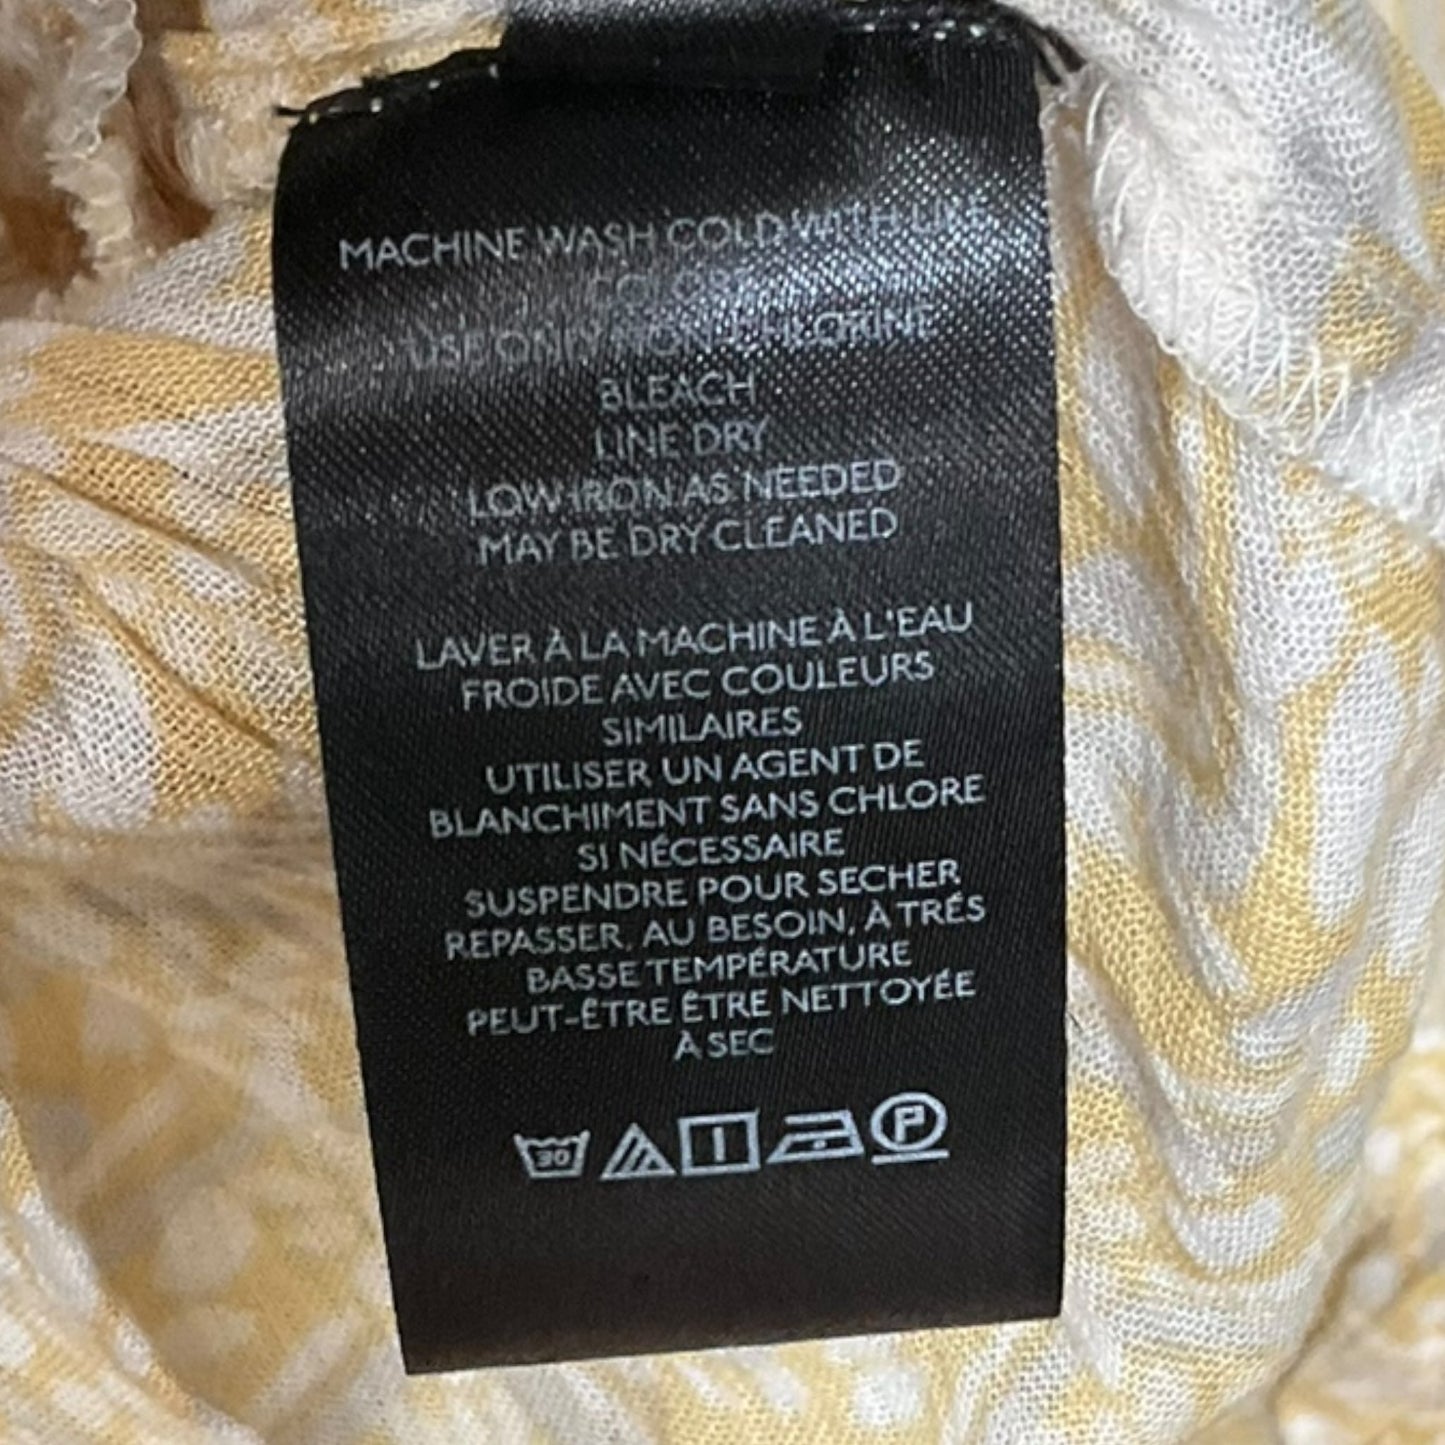 MACHINE WASH COLD WITH LIKE
COLORS
USE ONLY NON-CHLORINE
BLEACH
LINE DRY
LOW IRON AS NEEDED
MAY BE DRY CLEANED
LAVER À LA MACHINE À L'EAU
FROIDE AVEC COULEURS
SIMILAIRES
UTILISER UN AGENT DE
BLANCHIMENT SANS CHLORE
SI NÉCESSAIRE
SUSPENDRE POUR SECHER
REPASSER, AU BESOIN, À TRÉS
BASSE TEMPÉRATURE
PEUT-ÊTRE ÊTRE NETTOYÉE
À SEC
30 P